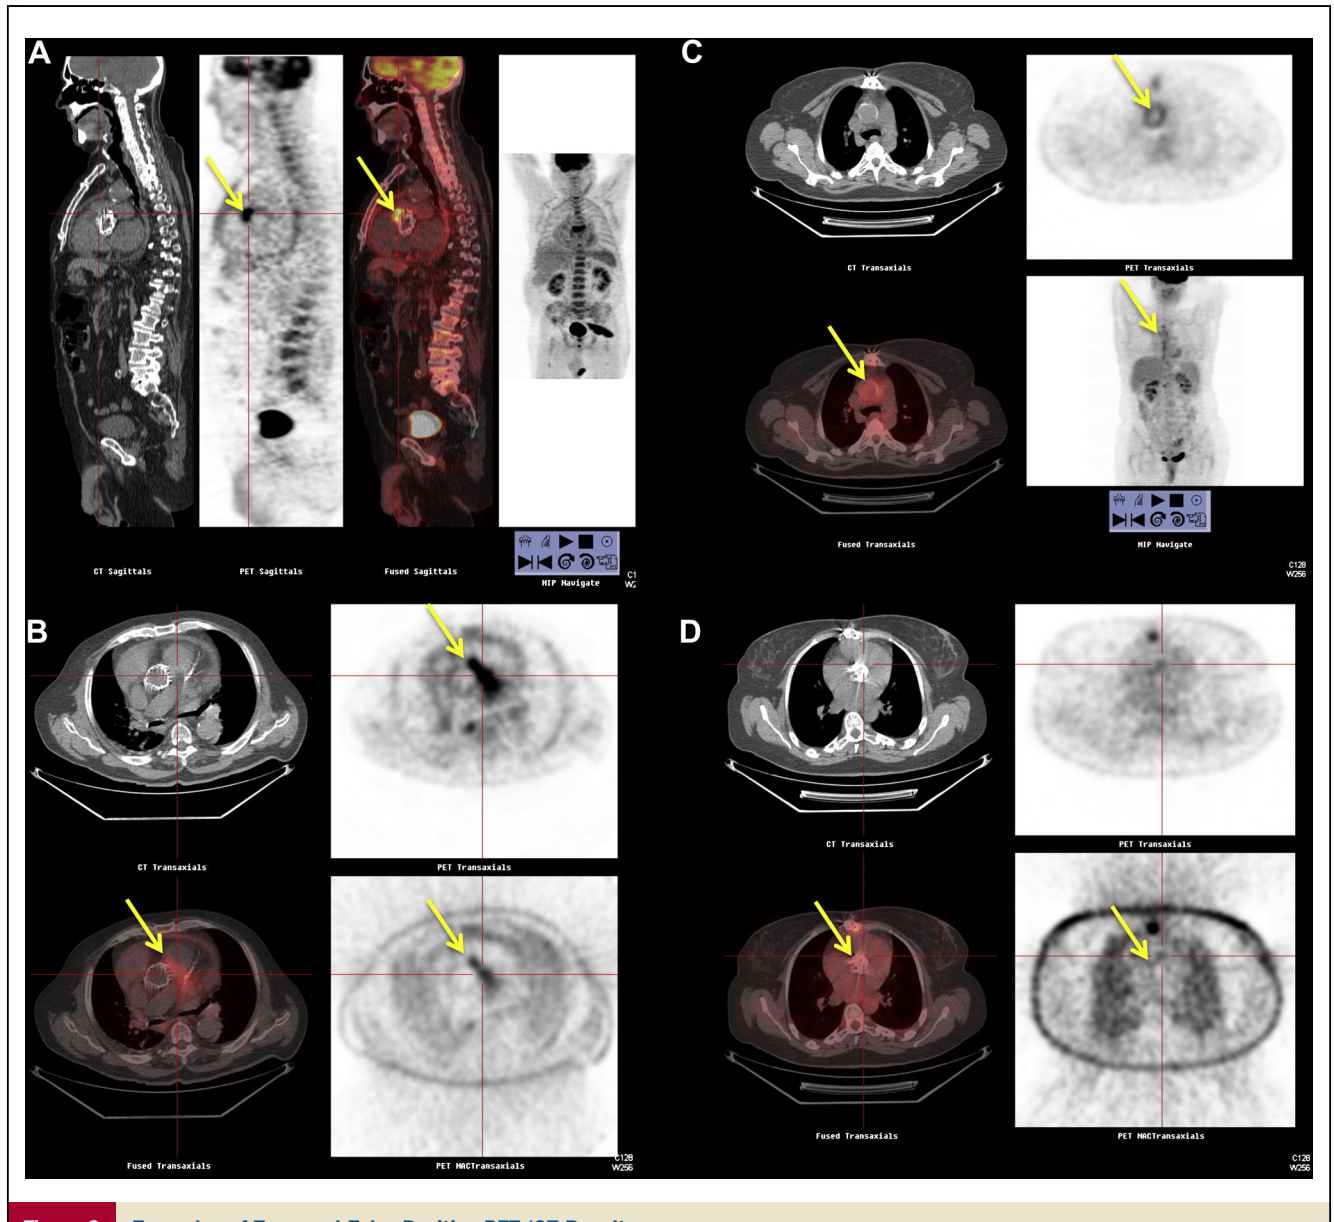 A
CT Sagittals
PET Sagittals
Fused Sagittals
MIP Navigate
C1
W2
B
CT Transaxials
PET Transaxials
Fused Transaxials
PET NACTransaxials
C128
W256
C
CT Transaxials
PET Transaxials
Fused Transaxials
MIP Navigate
C128
W256
D
CT Transaxials
PET Transaxials
Fused Transaxials
PET NACTransaxials
C128
W256